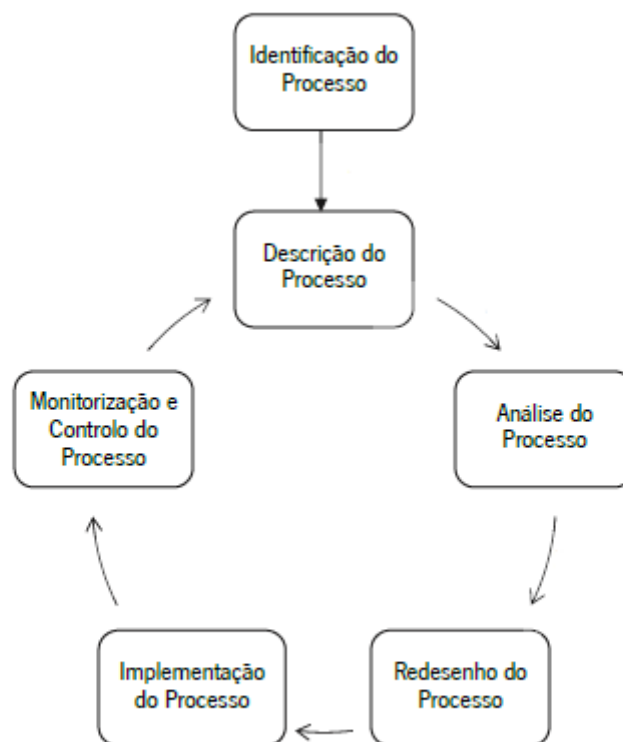 Identificação do
Processo
Descrição do
Processo
Análise do
Processo
Redesenho do
Processo
Implementação
do Processo
Monitorização e
Controlo do
Processo